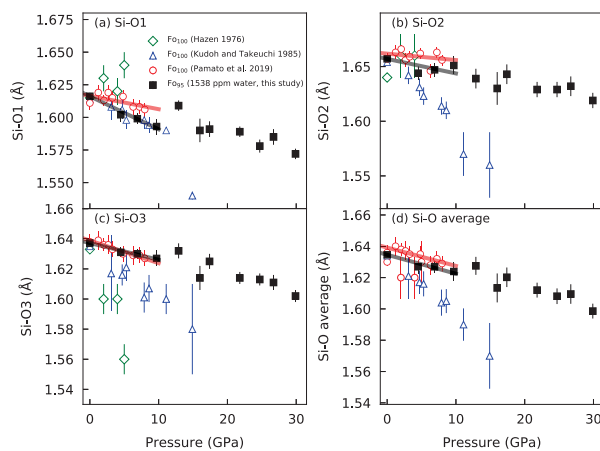 (a) Si-O1
Fo100 (Hazen 1976)
Fo100 (Kudoh and Takeuchi 1985)
Fo100 (Pamato et al. 2019)
Fo95 (1538 ppm water, this study)
Si-O1 (Å)
1.650
1.625
1.600
1.575
1.550
(b) Si-O2
Si-O2 (Å)
1.65
1.60
1.55
(c) Si-O3
Si-O3 (Å)
1.66
1.64
1.62
1.60
1.58
1.56
1.54
0 10 20 30
Pressure (GPa)
(d) Si-O average
Si-O average (Å)
1.66
1.64
1.62
1.60
1.58
1.56
1.54
0 10 20 30
Pressure (GPa)